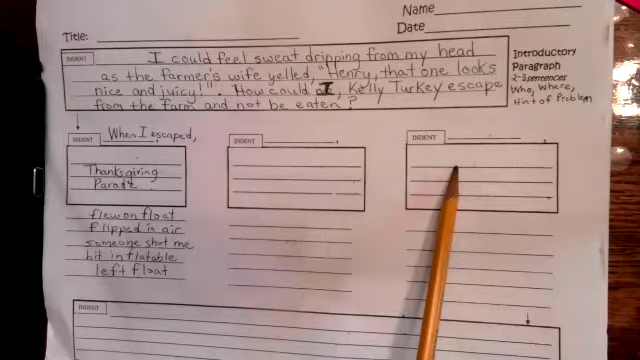 Name
Date
Title:
INDENT I could feel sweat dripping from my head
as the farmer's wife yelled, "Henry, that one looks
nice and juicy!". How could I, Kelly Turkey escape
from the farm and not be eaten?
Introductory
Paragraph
2-3 sentences
Who, Where,
Hint of Problem
INDENT When I escaped,
Thanksgiving
Parade
flew on float
flipped in air
someone shot me
hit inflatable
left float
INDENT
INDENT
INDENT